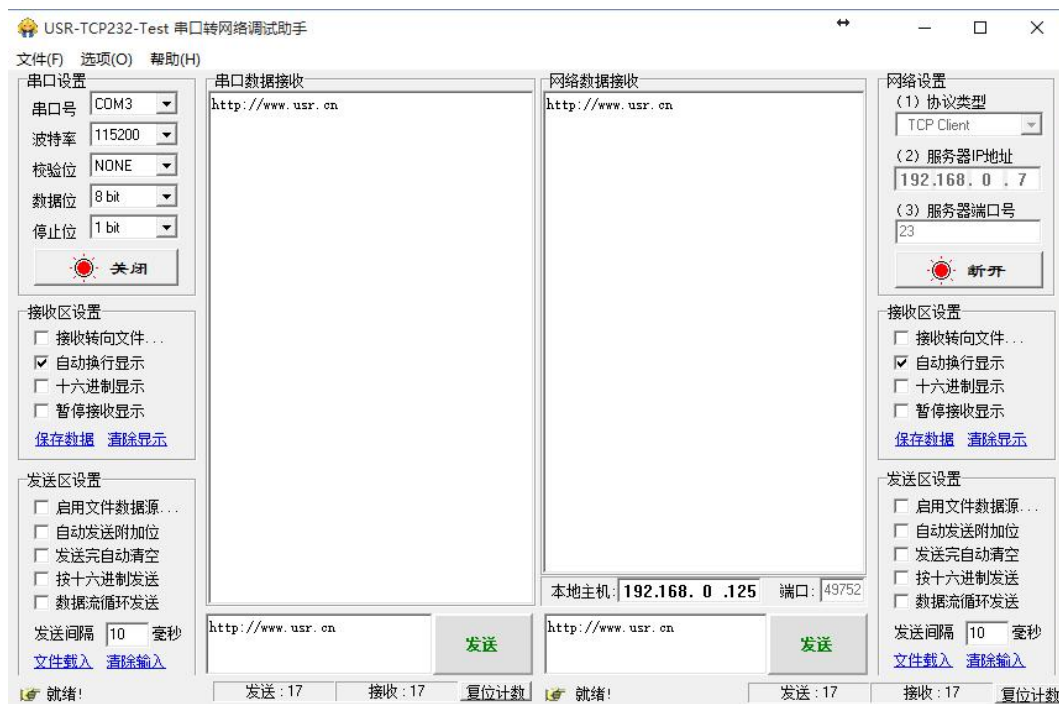 USR-TCP232-Test 串口转网络调试助手
文件(F) 选项(O) 帮助(H)
串口设置
串口号 COM3
波特率 115200
校验位 NONE
数据位 8 bit
停止位 1 bit
关闭
接收区设置
接收转向文件...
自动换行显示
十六进制显示
暂停接收显示
保存数据 清除显示
发送区设置
启用文件数据源...
自动发送附加位
发送完自动清空
按十六进制发送
数据流循环发送
发送间隔 10 毫秒
文件载入 清除输入
就绪!
串口数据接收
http://www.usr.cn
http://www.usr.cn
发送
发送:17 接收:17 复位计数
网络数据接收
http://www.usr.cn
本地主机: 192.168. 0 .125 端口: 49752
http://www.usr.cn
发送
就绪!
发送:17 接收:17 复位计数
网络设置
(1) 协议类型
TCP Client
(2) 服务器IP地址
192.168. 0 . 7
(3) 服务器端口号
23
断开
接收区设置
接收转向文件...
自动换行显示
十六进制显示
暂停接收显示
保存数据 清除显示
发送区设置
启用文件数据源...
自动发送附加位
发送完自动清空
按十六进制发送
数据流循环发送
发送间隔 10 毫秒
文件载入 清除输入